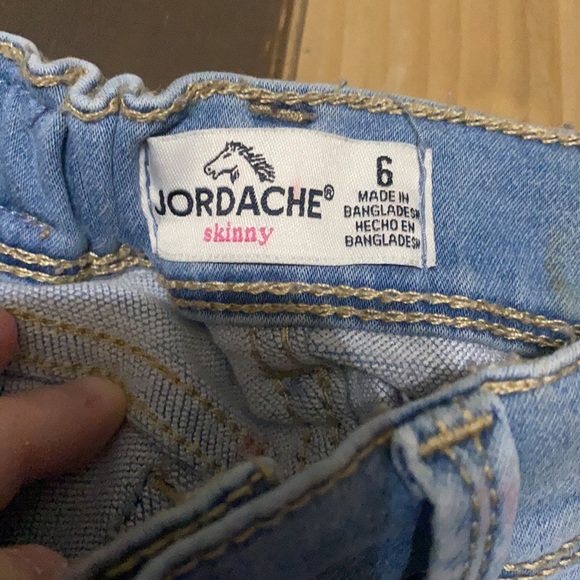 JORDACHE®
skinny
6
MADE IN
BANGLADESH
HECHO EN
BANGLADESH